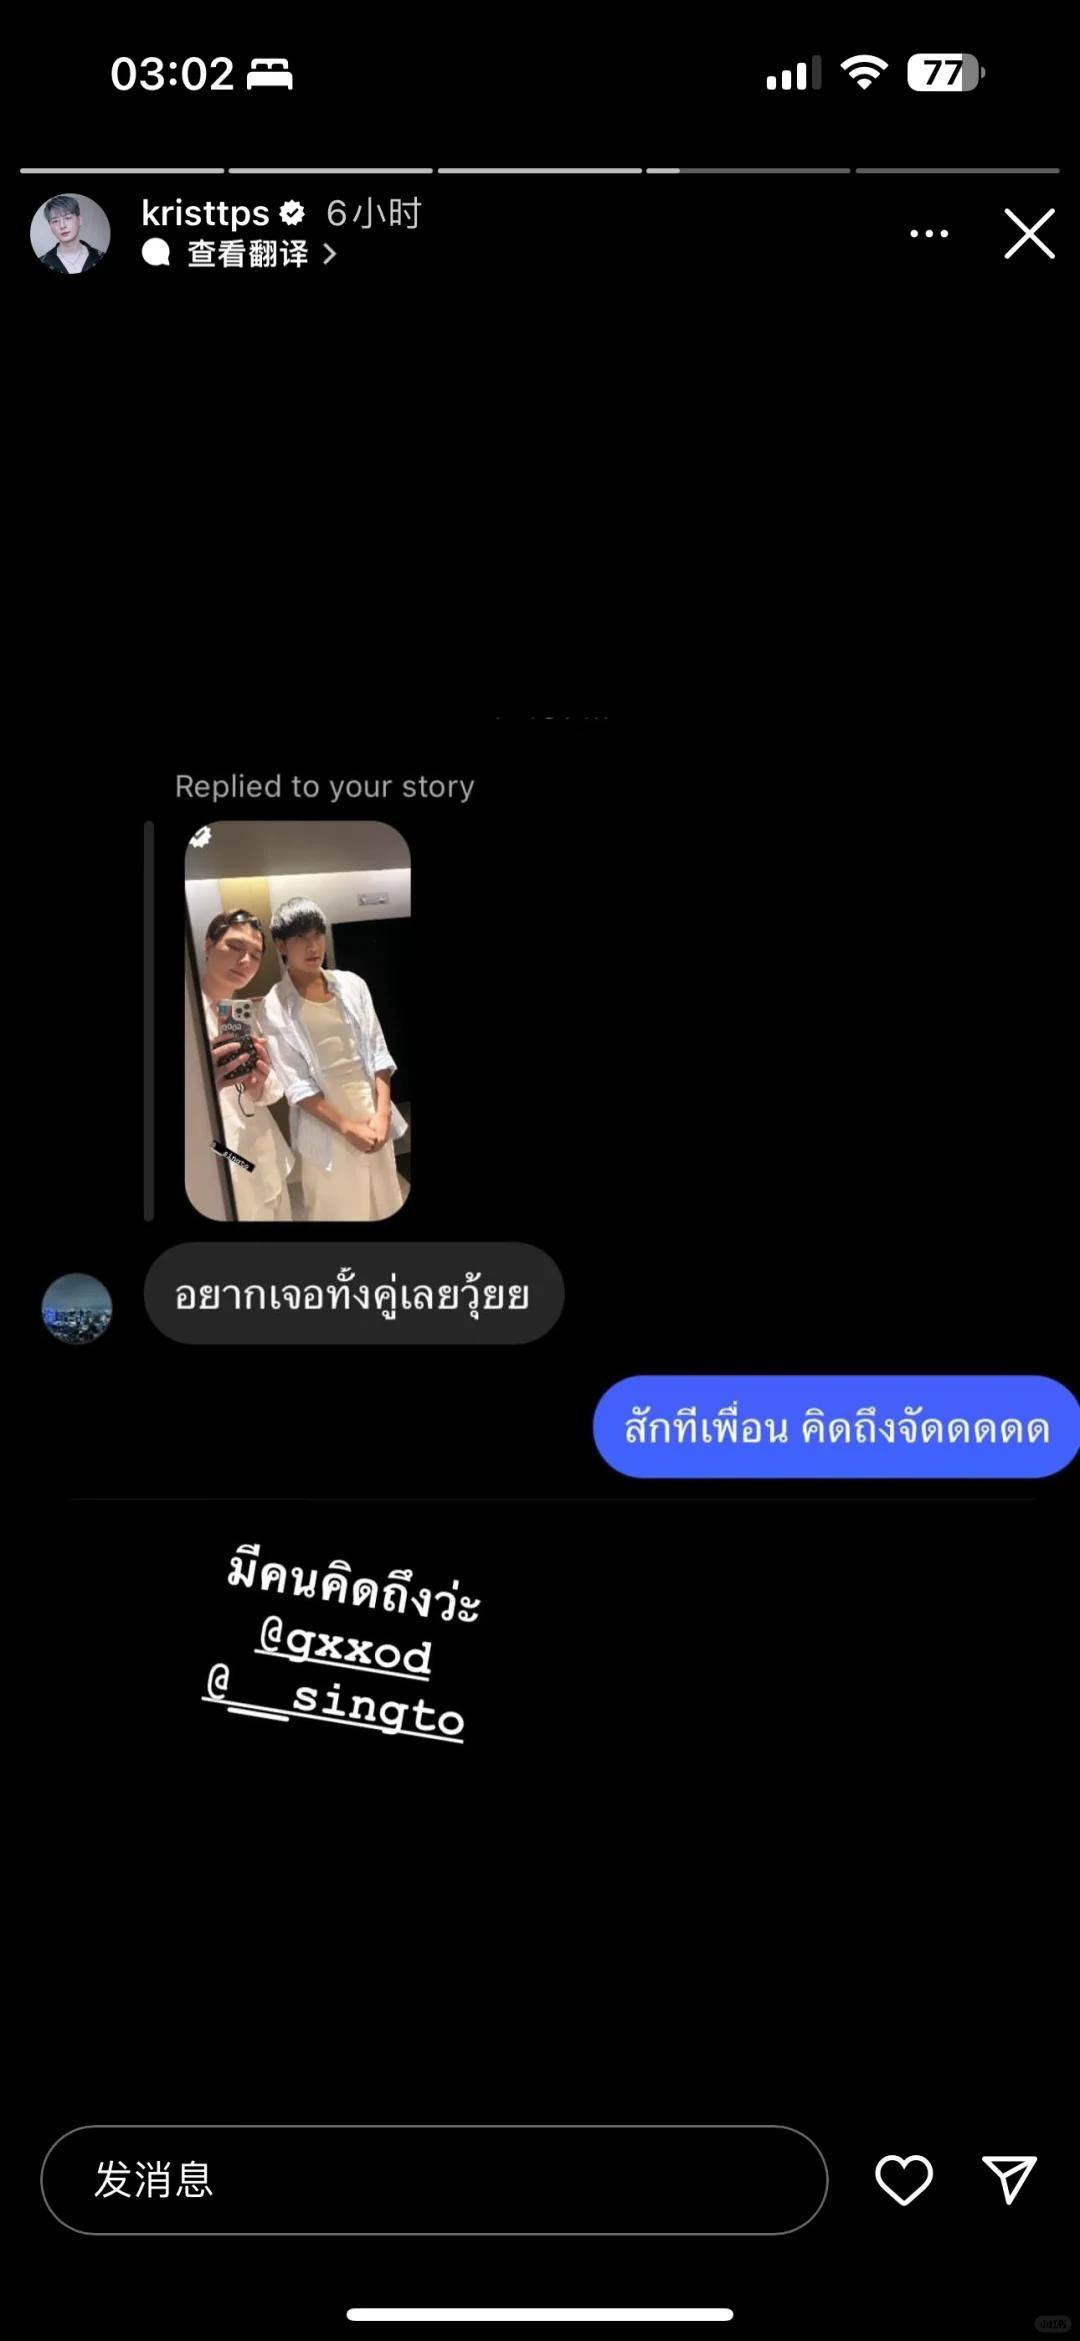 03:02
77
kristtps 6小时
查看翻译
Replied to your story
อยากเจอทั้งคู่เลยวุ้ยย
สักทีเพื่อน คิดถึงจัดดดดด
มีคนคิดถึงว่ะ
@gxxod
@__singto
发消息
小红书